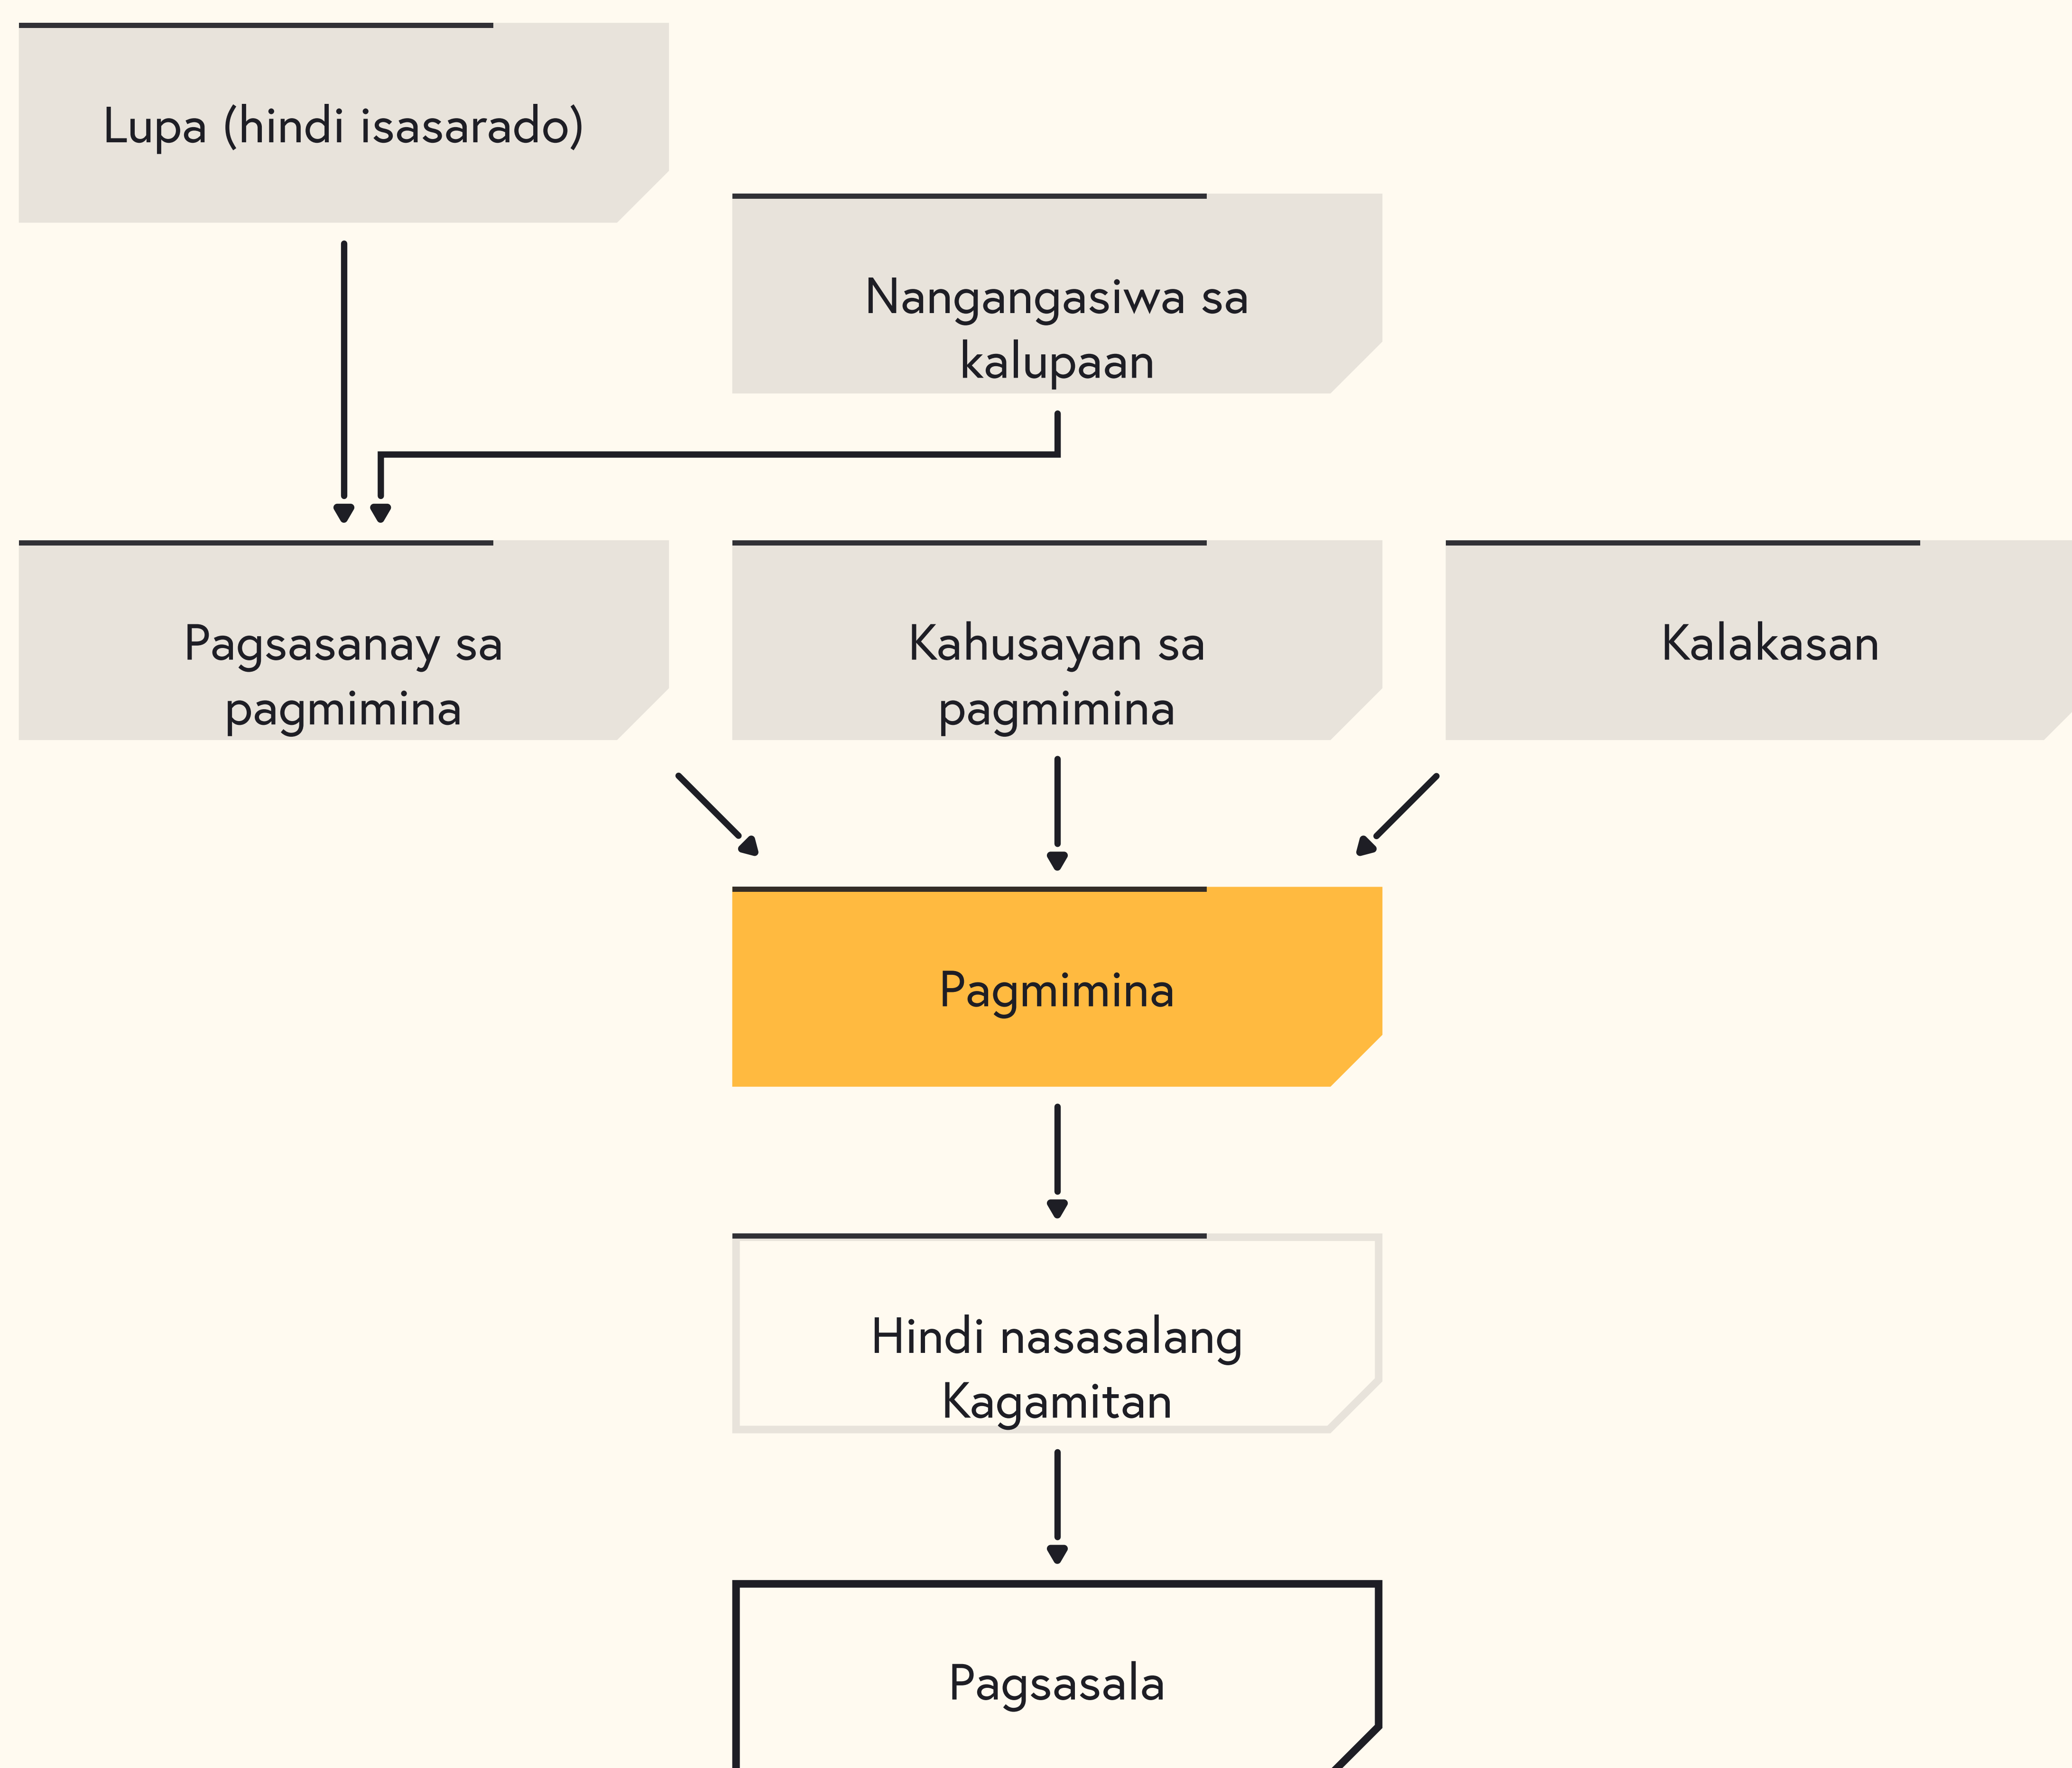 Lupa (hindi isasarado)
Nangangasiwa sa
kalupaan
Pagsasanay sa
pagmimina
Kahusayan sa
pagmimina
Kalakasan
Pagmimina
Hindi nasasalang
Kagamitan
Pagsasala